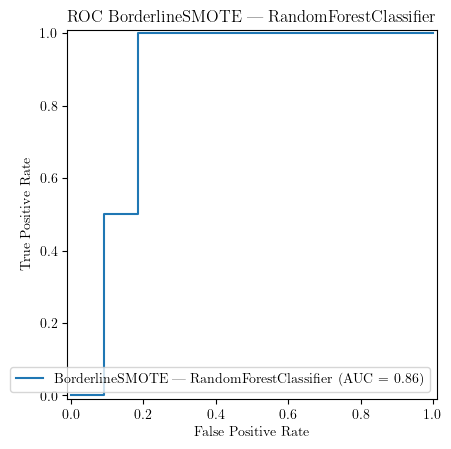 ROC BorderlineSMOTE — RandomForestClassifier
1.0
0.8
0.6
0.4
0.2
0.0
True Positive Rate
BorderlineSMOTE — RandomForestClassifier (AUC = 0.86)
0.0 0.2 0.4 0.6 0.8 1.0
False Positive Rate